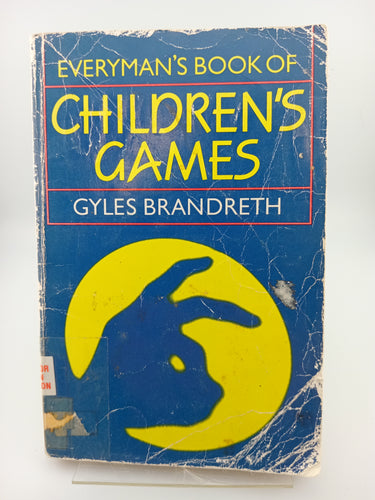 EVERYMAN'S BOOK OF
CHILDREN'S
GAMES
GYLES BRANDRETH